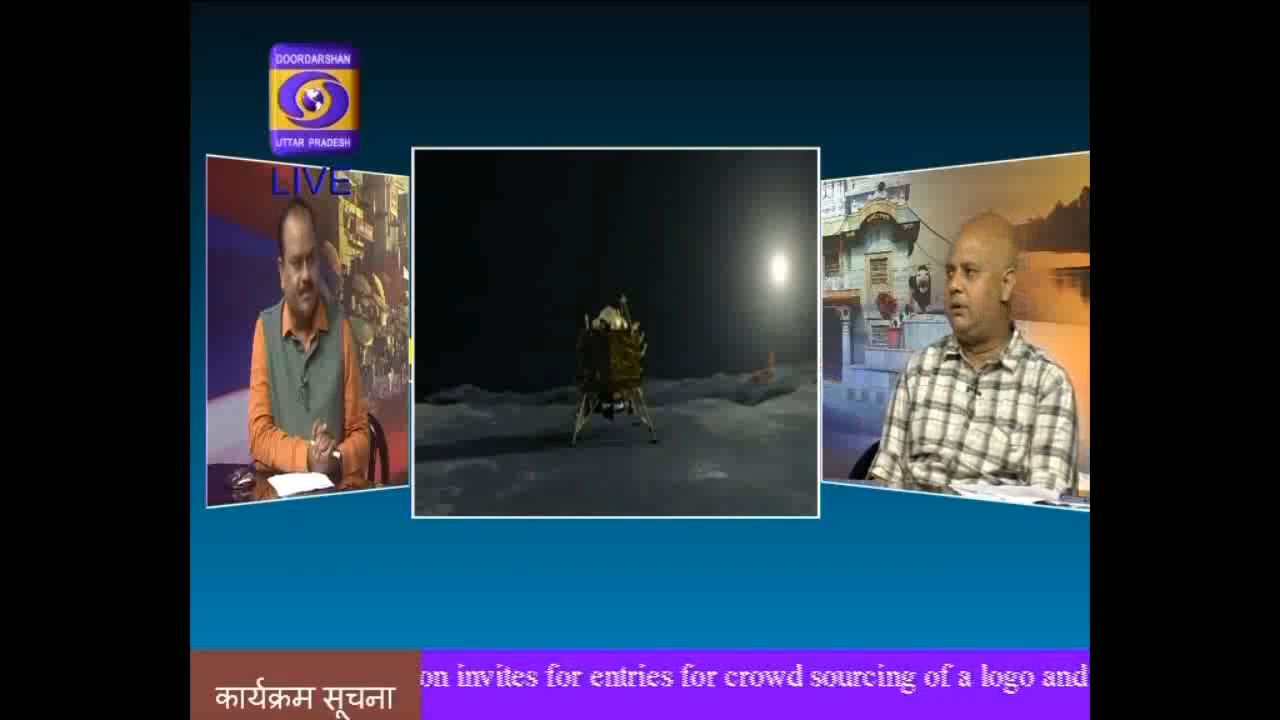 DOORDARSHAN
UTTAR PRADESH
LIVE
कार्यक्रम सूचना
on invites for entries for crowd sourcing of a logo and